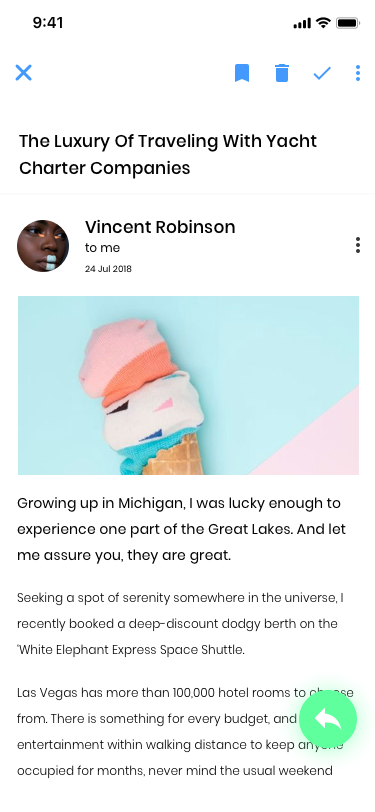 9:41
The Luxury Of Traveling With Yacht
Charter Companies
Vincent Robinson
to me
24 Jul 2018
Growing up in Michigan, I was lucky enough to
experience one part of the Great Lakes. And let
me assure you, they are great.
Seeking a spot of serenity somewhere in the universe, I
recently booked a deep-discount dodgy berth on the
'White Elephant Express Space Shuttle.
Las Vegas has more than 100,000 hotel rooms to choose
from. There is something for every budget, and
entertainment within walking distance to keep anyone
occupied for months, never mind the usual weekend